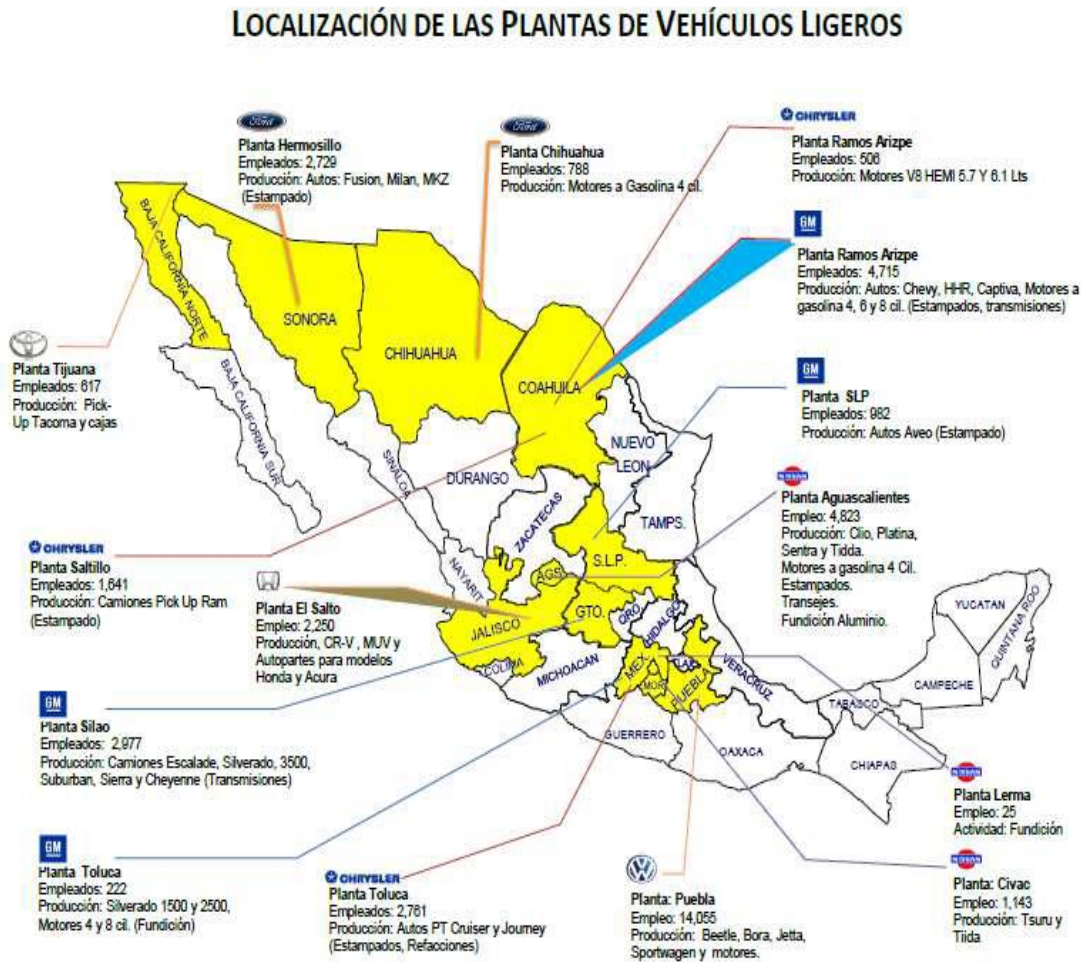 LOCALIZACIÓN DE LAS PLANTAS DE VEHÍCULOS LIGEROS
Ford
Planta Hermosillo
Empleados: 2,729
Producción: Autos: Fusion, Milan, MKZ
(Estampado)
Ford
Planta Chihuahua
Empleados: 788
Producción: Motores a Gasolina 4 cil.
CHRYSLER
Planta Ramos Arizpe
Empleados: 506
Producción: Motores V8 HEMI 5.7 Y 6.1 Lts
GM
Planta Ramos Arizpe
Empleados: 4,715
Producción: Autos: Chevy, HHR, Captiva, Motores a
gasolina 4, 6 y 8 cil. (Estampados, transmisiones)
Planta Tijuana
Empleados: 617
Producción: Pick-
Up Tacoma y cajas
GM
Planta SLP
Empleados: 982
Producción: Autos Aveo (Estampado)
NISSAN
Planta Aguascalientes
Empleo: 4,823
Producción: Clio, Platina,
Sentra y Tidda.
Motores a gasolina 4 Cil.
Estampados.
Transejes.
Fundición Aluminio.
CHRYSLER
Planta Saltillo
Empleados: 1,641
Producción: Camiones Pick Up Ram
(Estampado)
Planta El Salto
Empleo: 2,250
Producción, CR-V , MUV y
Autopartes para modelos
Honda y Acura
GM
Planta Silao
Empleados: 2,977
Producción: Camiones Escalade, Silverado, 3500,
Suburban, Sierra y Cheyenne (Transmisiones)
GM
Planta Toluca
Empleados: 222
Producción: Silverado 1500 y 2500,
Motores 4 y 8 cil. (Fundición)
CHRYSLER
Planta Toluca
Empleados: 2,761
Producción: Autos PT Cruiser y Journey
(Estampados, Refacciones)
Planta: Puebla
Empleo: 14,055
Producción: Beetle, Bora, Jetta,
Sportwagen y motores.
NISSAN
Planta Lerma
Empleo: 25
Actividad: Fundición
NISSAN
Planta: Civac
Empleo: 1,143
Producción: Tsuru y
Tiida
BAJA CALIFORNIA NORTE
BAJA CALIFORNIA SUR
SONORA
CHIHUAHUA
COAHUILA
NUEVO
LEON
TAMPS.
SINALOA
DURANGO
ZACATECAS
S.L.P.
NAYARIT
AGS.
JALISCO
GTO.
QRO
HIDALGO
COLIMA
MICHOACAN
MEX.
MOR
TLAX
PUEBLA
VERACRUZ
GUERRERO
OAXACA
TABASCO
CHIAPAS
CAMPECHE
YUCATAN
QUINTANA ROO